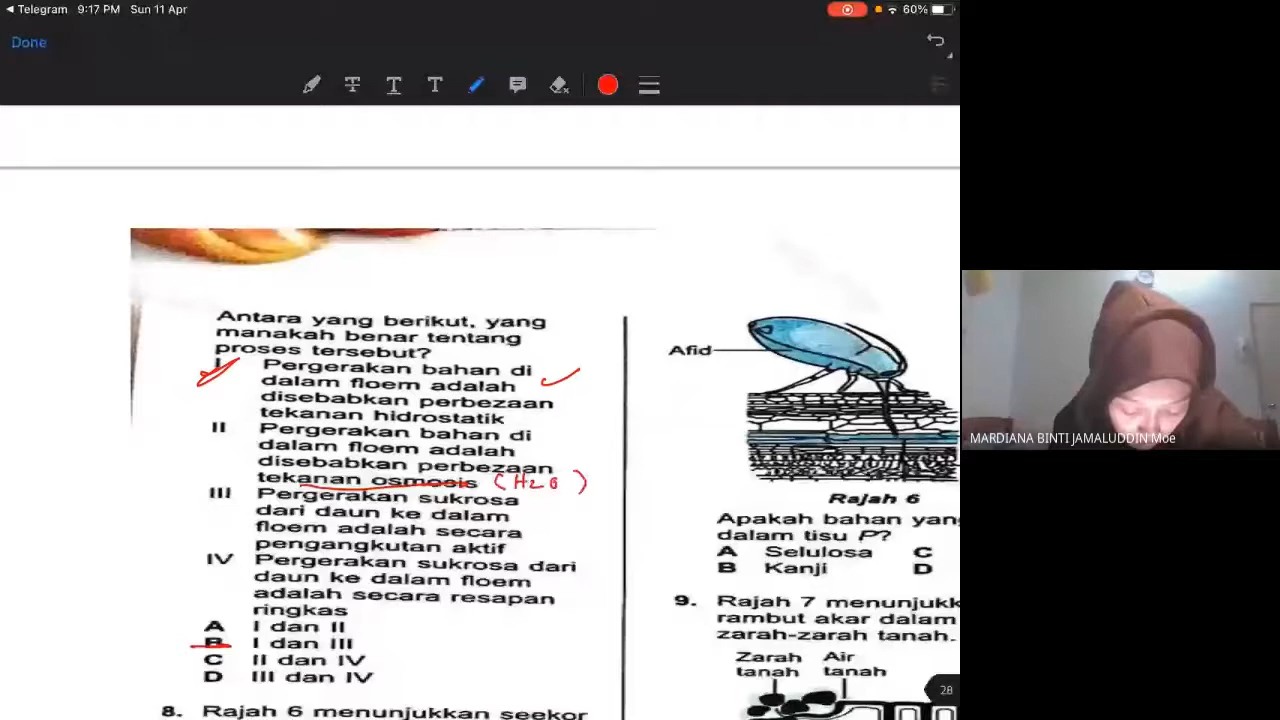 Telegram 9:17 PM Sun 11 Apr 60%
Done
Antara yang berikut, yang
manakah benar tentang
proses tersebut?
I Pergerakan bahan di
dalam floem adalah
disebabkan perbezaan
tekanan hidrostatik
II Pergerakan bahan di
dalam floem adalah
disebabkan perbezaan
tekanan osmosis (H2O)
III Pergerakan sukrosa
dari daun ke dalam
floem adalah secara
pengangkutan aktif
IV Pergerakan sukrosa dari
daun ke dalam floem
adalah secara resapan
ringkas
A I dan II
B I dan III
C II dan IV
D III dan IV
8. Rajah 6 menunjukkan seekor
Afid
Rajah 6
Apakah bahan yan
dalam tisu P?
A Selulosa C
B Kanji D
9. Rajah 7 menunjukk
rambut akar dalam
zarah-zarah tanah.
Zarah Air
tanah tanah
28
MARDIANA BINTI JAMALUDDIN Moe